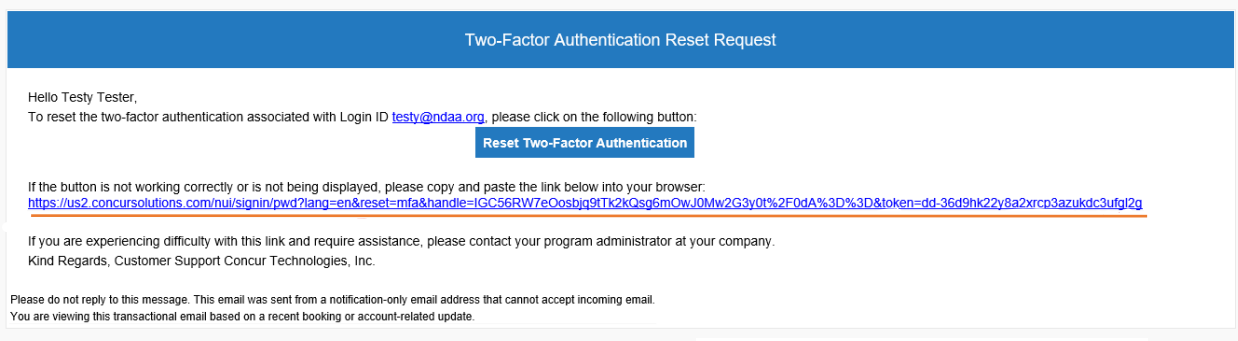 Two-Factor Authentication Reset Request
Hello Testy Tester,
To reset the two-factor authentication associated with Login ID testy@ndaa.org, please click on the following button:
Reset Two-Factor Authentication
If the button is not working correctly or is not being displayed, please copy and paste the link below into your browser:
https://us2.concursolutions.com/nui/signin/pwd?lang=en&reset=mfa&handle=IGC56RW7eOosbjq9tTk2kQsg6mOwJ0Mw2G3y0t%2F0dA%3D%3D&token=dd-36d9hk22y8a2xrcp3azukdc3ufgl2g
If you are experiencing difficulty with this link and require assistance, please contact your program administrator at your company.
Kind Regards, Customer Support Concur Technologies, Inc.
Please do not reply to this message. This email was sent from a notification-only email address that cannot accept incoming email.
You are viewing this transactional email based on a recent booking or account-related update.